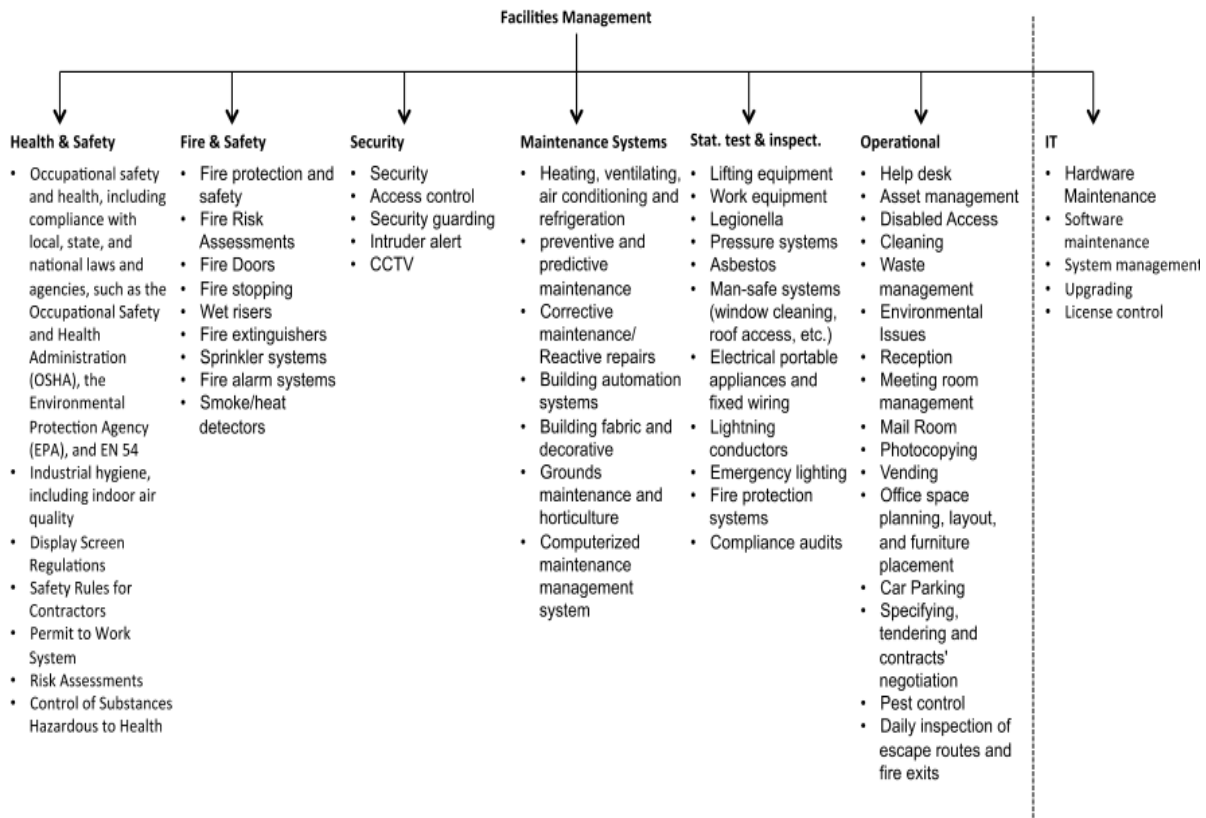 Facilities Management
Health & Safety
• Occupational safety
and health, including
compliance with
local, state, and
national laws and
agencies, such as the
Occupational Safety
and Health
Administration
(OSHA), the
Environmental
Protection Agency
(EPA), and EN 54
• Industrial hygiene,
including indoor air
quality
• Display Screen
Regulations
• Safety Rules for
Contractors
• Permit to Work
System
• Risk Assessments
• Control of Substances
Hazardous to Health
Fire & Safety
• Fire protection and
safety
• Fire Risk
Assessments
• Fire Doors
• Fire stopping
• Wet risers
• Fire extinguishers
• Sprinkler systems
• Fire alarm systems
• Smoke/heat
detectors
Security
• Security
• Access control
• Security guarding
• Intruder alert
• CCTV
Maintenance Systems
• Heating, ventilating,
air conditioning and
refrigeration
• preventive and
predictive
maintenance
• Corrective
maintenance/
Reactive repairs
• Building automation
systems
• Building fabric and
decorative
• Grounds
maintenance and
horticulture
• Computerized
maintenance
management
system
Stat. test & inspect.
• Lifting equipment
• Work equipment
• Legionella
• Pressure systems
• Asbestos
• Man-safe systems
(window cleaning,
roof access, etc.)
• Electrical portable
appliances and
fixed wiring
• Lightning
conductors
• Emergency lighting
• Fire protection
systems
• Compliance audits
Operational
• Help desk
• Asset management
• Disabled Access
• Cleaning
• Waste
management
• Environmental
Issues
• Reception
• Meeting room
management
• Mail Room
• Photocopying
• Vending
• Office space
planning, layout,
and furniture
placement
• Car Parking
• Specifying,
tendering and
contracts'
negotiation
• Pest control
• Daily inspection of
escape routes and
fire exits
IT
• Hardware
Maintenance
• Software
maintenance
• System management
• Upgrading
• License control